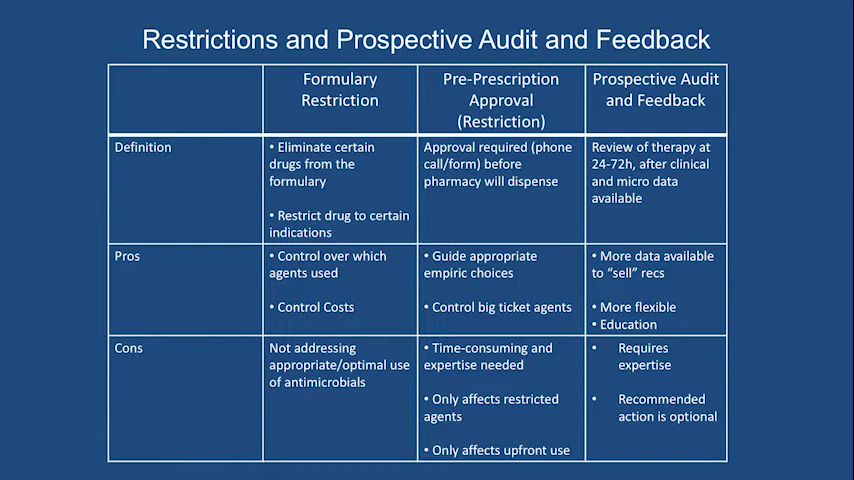 Restrictions and Prospective Audit and Feedback
Formulary
Restriction
Pre-Prescription
Approval
(Restriction)
Prospective Audit
and Feedback
Definition
• Eliminate certain
drugs from the
formulary
• Restrict drug to certain
indications
Approval required (phone
call/form) before
pharmacy will dispense
Review of therapy at
24-72h, after clinical
and micro data
available
Pros
• Control over which
agents used
• Control Costs
• Guide appropriate
empiric choices
• Control big ticket agents
• More data available
to “sell” recs
• More flexible
• Education
Cons
Not addressing
appropriate/optimal use
of antimicrobials
• Time-consuming and
expertise needed
• Only affects restricted
agents
• Only affects upfront use
• Requires
expertise
• Recommended
action is optional